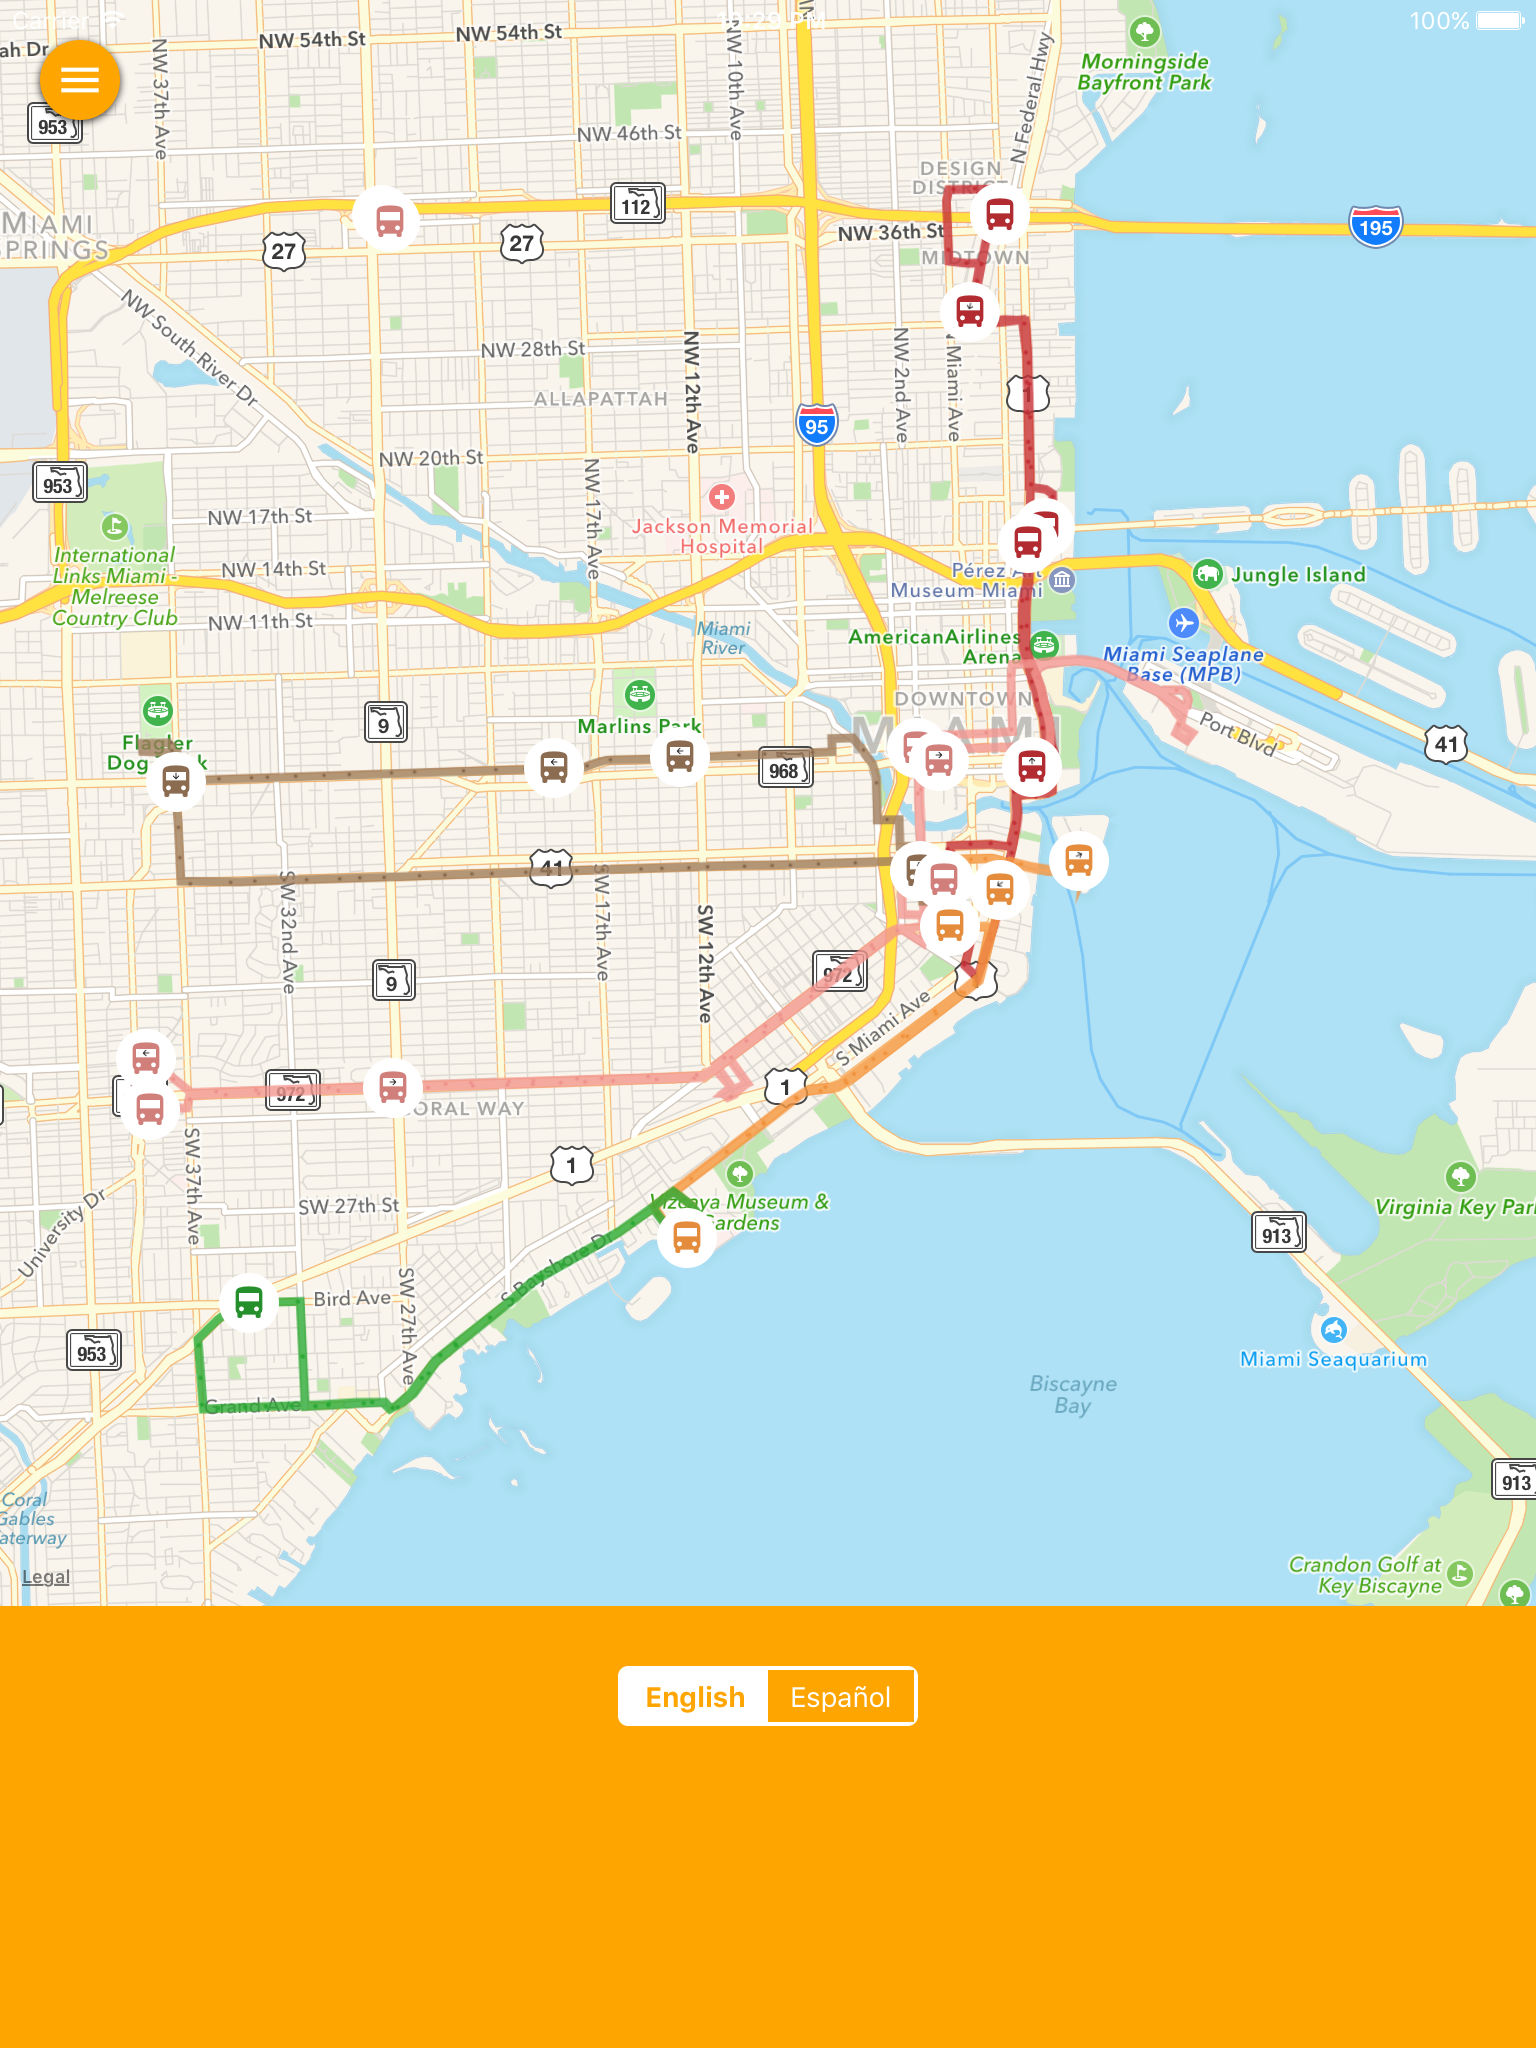 Carrier
100%
ah Dr
NW 54th St
NW 54th St
NW 37th Ave
NW 10th Ave
N Federal Hwy
Morningside
Bayfront Park
953
NW 46th St
DESIGN
DISTRICT
112
MIAMI
SPRINGS
27
27
NW 36th St
195
MIDTOWN
NW South River Dr
NW 28th St
NW 12th Ave
NW 2nd Ave
N Miami Ave
1
ALLAPATTAH
95
NW 20th St
NW 17th Ave
953
Jackson Memorial
Hospital
NW 17th St
International
Links Miami -
Melreese
Country Club
NW 14th St
Pérez Art
Museum Miami
Jungle Island
NW 11th St
Miami
River
AmericanAirlines
Arena
Miami Seaplane
Base (MPB)
DOWNTOWN
MIAMI
9
Marlins Park
Port Blvd
41
Flagler
Dog Park
968
41
SW 32nd Ave
SW 17th Ave
SW 12th Ave
9
972
S Miami Ave
972
1
CORAL WAY
SW 37th Ave
1
University Dr
SW 27th St
Vizcaya Museum &
Gardens
Virginia Key Park
913
S Bayshore Dr
Bird Ave
SW 27th Ave
953
Miami Seaquarium
Grand Ave
Biscayne
Bay
913
Coral
Gables
aterway
Legal
Crandon Golf at
Key Biscayne
English
Español